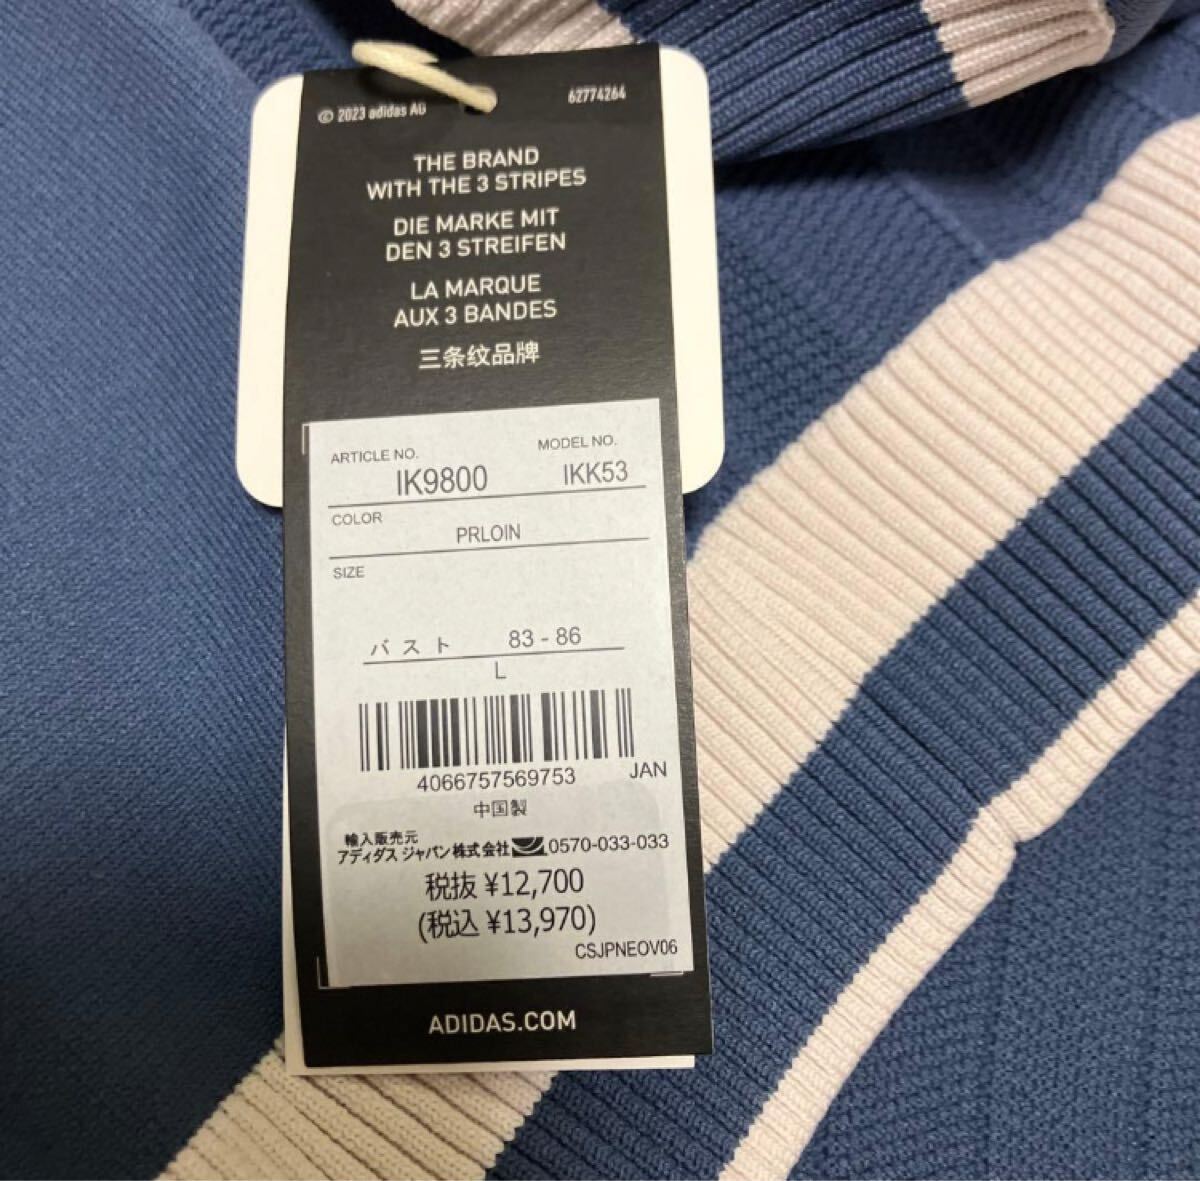 © 2023 adidas AG
62774264
THE BRAND
WITH THE 3 STRIPES
DIE MARKE MIT
DEN 3 STREIFEN
LA MARQUE
AUX 3 BANDES
三条纹品牌
ARTICLE NO. MODEL NO.
IK9800 IKK53
COLOR
PRLOIN
SIZE
バスト 83 - 86
L
4066757569753 JAN
中国製
輸入販売元
アディダス ジャパン株式会社 0570-033-033
税抜 ¥12,700
(税込 ¥13,970)
CSJPNEOV06
ADIDAS.COM